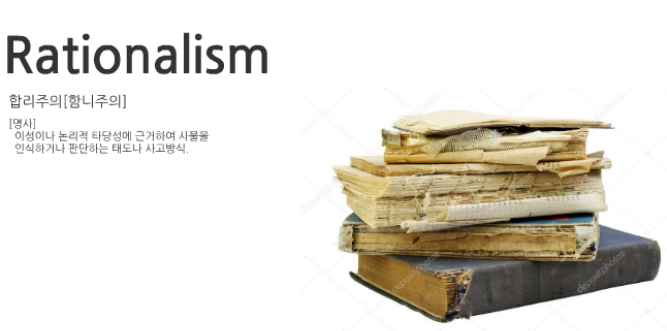 Rationalism
합리주의[함니주의]
[명사]
이성이나 논리적 타당성에 근거하여 사물을
인식하거나 판단하는 태도나 사고방식.
depositphotos
depositphotos